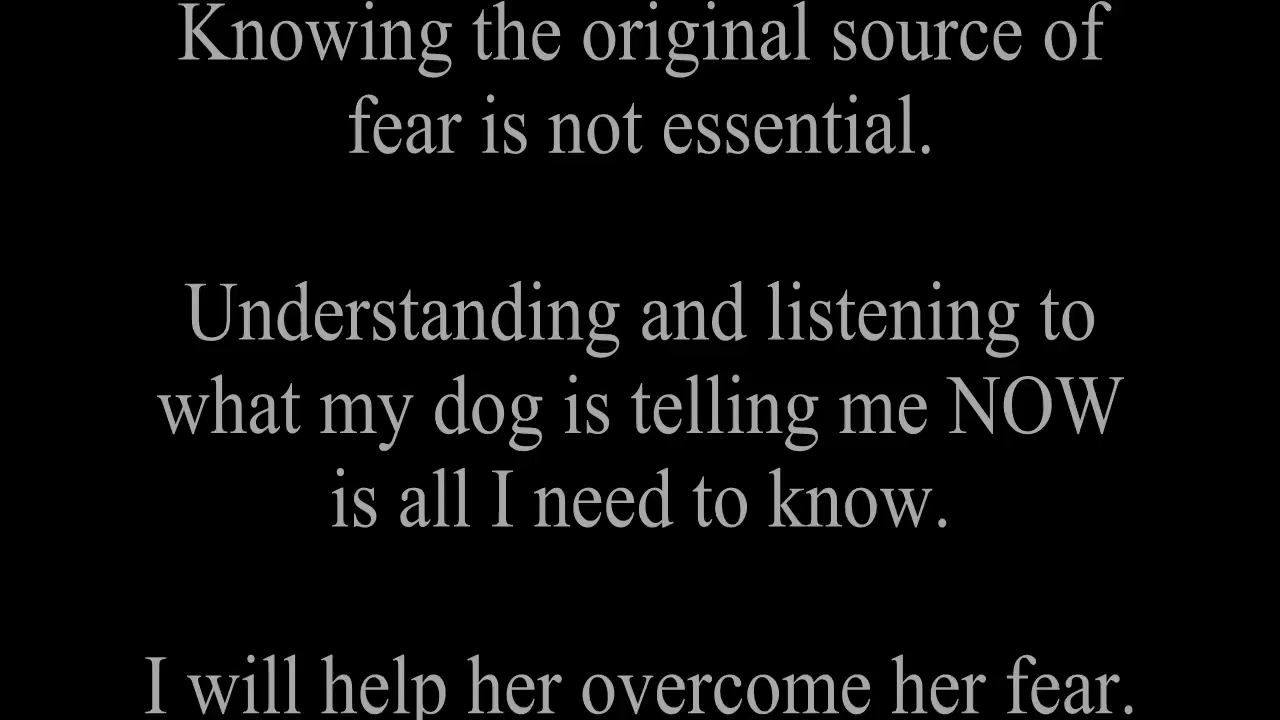 Knowing the original source of
fear is not essential.
Understanding and listening to
what my dog is telling me NOW
is all I need to know.
I will help her overcome her fear.